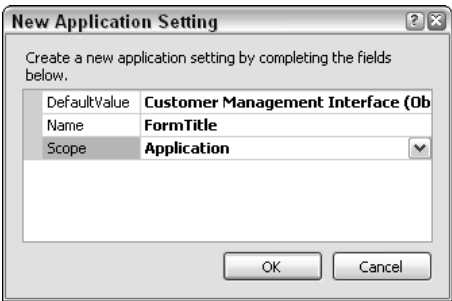 New Application Setting
Create a new application setting by completing the fields
below.
DefaultValue Customer Management Interface (Ob
Name FormTitle
Scope Application
OK Cancel